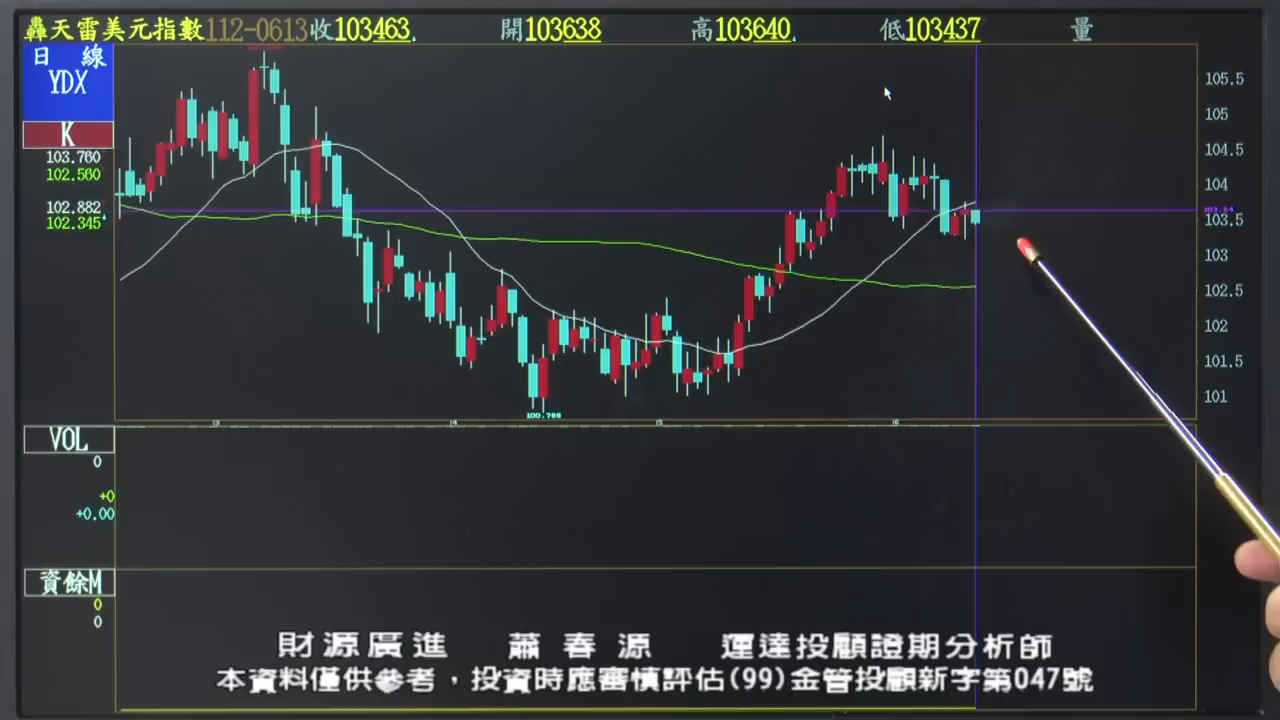 轟天雷美元指數112-0613收103463. 開103638 高103640. 低103437 量
日 線
YDX
K
103.760
102.560
102.882
102.345
105.5
105
104.5
104
103.5
103
102.5
102
101.5
101
100.700
VOL
0
+0
+0.00
資餘M
0
0
財源廣進 蕭春源 運達投顧證期分析師
本資料僅供參考，投資時應審慎評估(99)金管投顧新字第047號